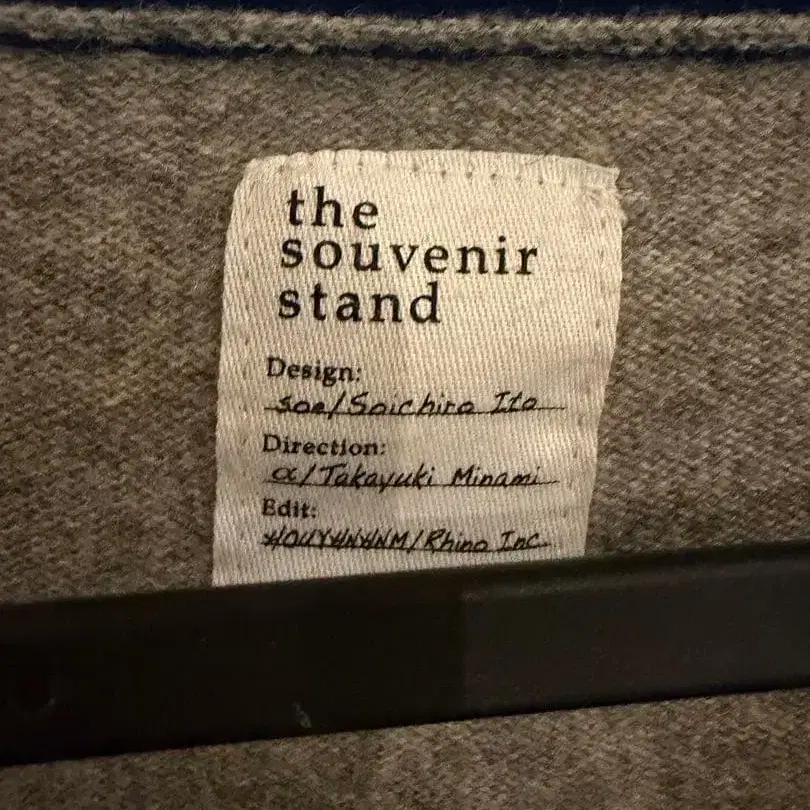 the
souvenir
stand
Design:
soe/Soichiro Ito
Direction:
α/Takayuki Minami
Edit:
/Rhino Inc.